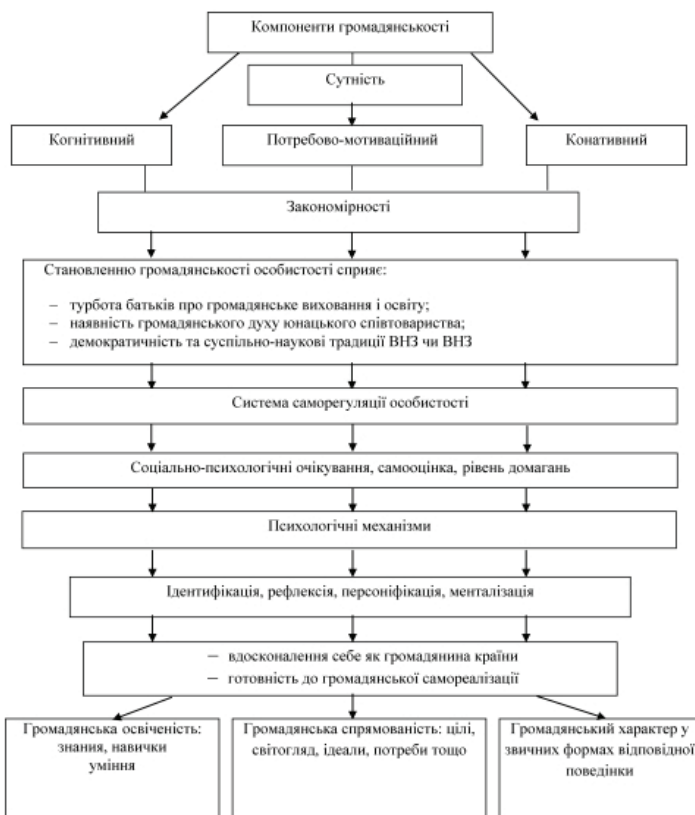 Компоненти громадянськості
Сутність
Когнітивний
Потребово-мотиваційний
Конативний
Закономірності
Становленню громадянськості особистості сприяє:
– турбота батьків про громадянське виховання і освіту;
– наявність громадянського духу юнацького співтовариства;
– демократичність та суспільно-наукові традиції ВНЗ чи ВНЗ
Система саморегуляції особистості
Соціально-психологічні очікування, самооцінка, рівень домагань
Психологічні механізми
Ідентифікація, рефлексія, персоніфікація, менталізація
– вдосконалення себе як громадянина країни
– готовність до громадянської самореалізації
Громадянська освіченість:
знания, навички
уміння
Громадянська спрямованість: цілі,
світогляд, ідеали, потреби тощо
Громадянський характер у
звичних формах відповідної
поведінки